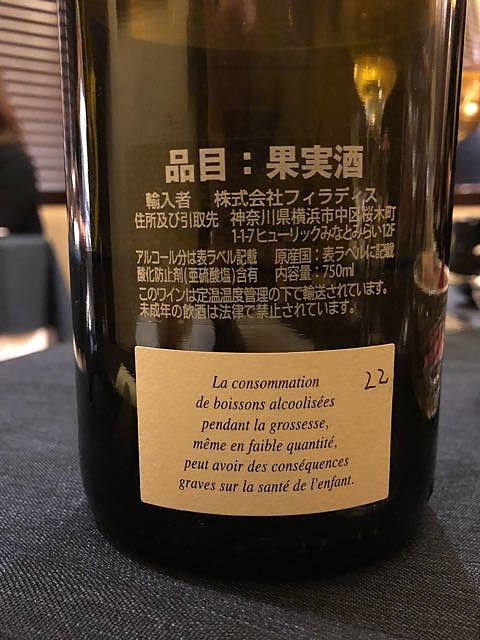 品目：果実酒
輸入者 株式会社フィラディス
住所及び引取先 神奈川県横浜市中区桜木町
1-1-7ヒューリックみなとみらい12F
アルコール分は表ラベル記載 原産国：表ラベルに記載
酸化防止剤(亜硫酸塩)含有 内容量：750ml
このワインは定温温度管理の下で輸送されています。
未成年の飲酒は法律で禁止されています。
22
La consommation
de boissons alcoolisées
pendant la grossesse,
même en faible quantité,
peut avoir des conséquences
graves sur la santé de l'enfant.